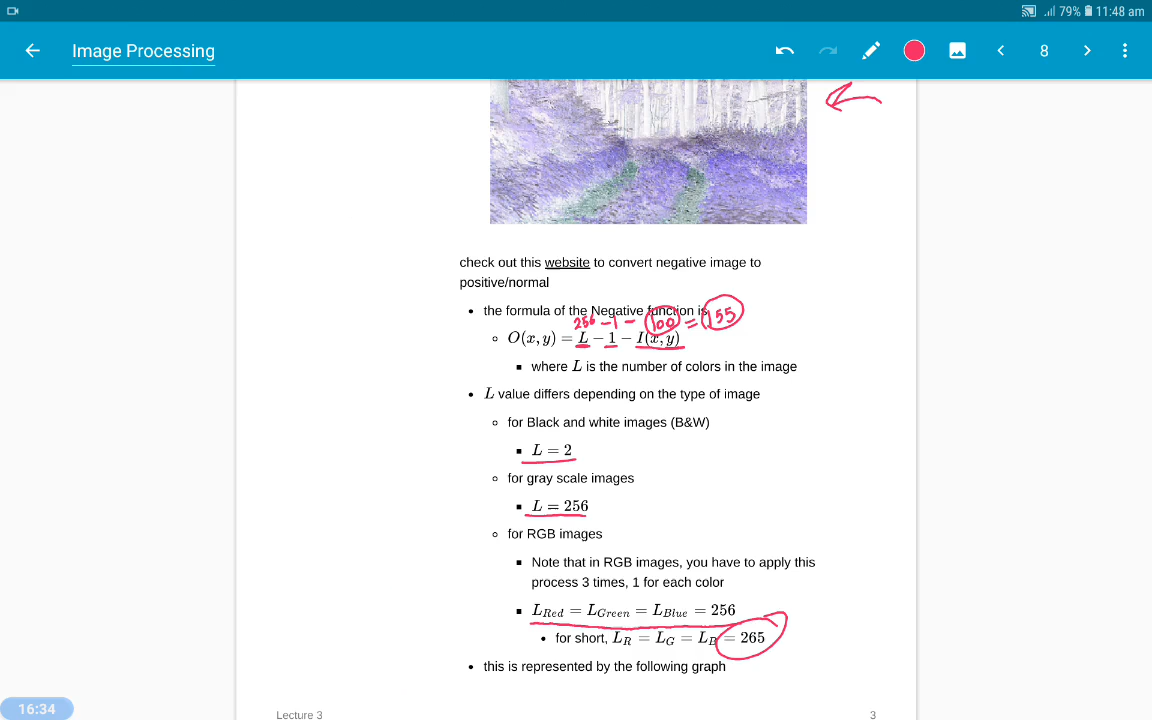 79% 11:48 am
Image Processing
8
check out this website to convert negative image to
positive/normal
• the formula of the Negative function is
256 - 1 - 100 = 155
O(x, y) = L − 1 − I(x, y)
▪ where L is the number of colors in the image
• L value differs depending on the type of image
for Black and white images (B&W)
▪ L = 2
for gray scale images
▪ L = 256
for RGB images
▪ Note that in RGB images, you have to apply this
process 3 times, 1 for each color
▪ L_Red = L_Green = L_Blue = 256
• for short, L_R = L_G = L_B = 265
• this is represented by the following graph
16:34
Lecture 3 3